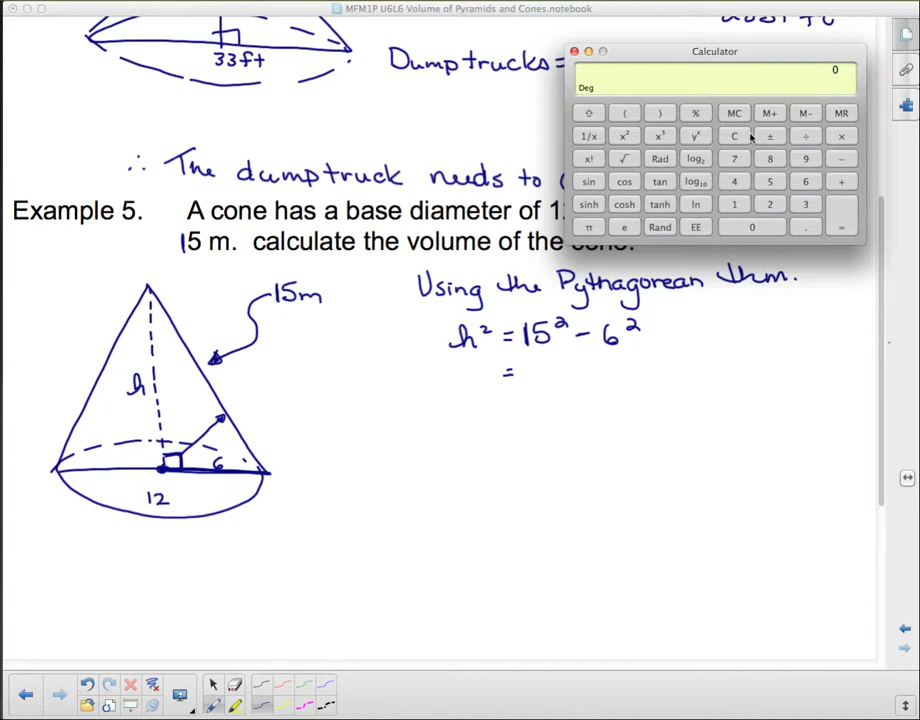 MFM1P U6L6 Volume of Pyramids and Cones.notebook
33ft
Dumptrucks =
Calculator
0
Deg
⇧ ( ) % MC M+ M- MR
1/x x² x³ yˣ C ± ÷ ×
x! √ Rad log₂ 7 8 9 −
sin cos tan log₁₀ 4 5 6 +
sinh cosh tanh ln 1 2 3
π e Rand EE 0 . =
∴ The dumptruck needs to
Example 5. A cone has a base diameter of 1
15 m. calculate the volume of the cone.
Using the Pythagorean thm.
15m
h² = 15² − 6²
=
h
6
12